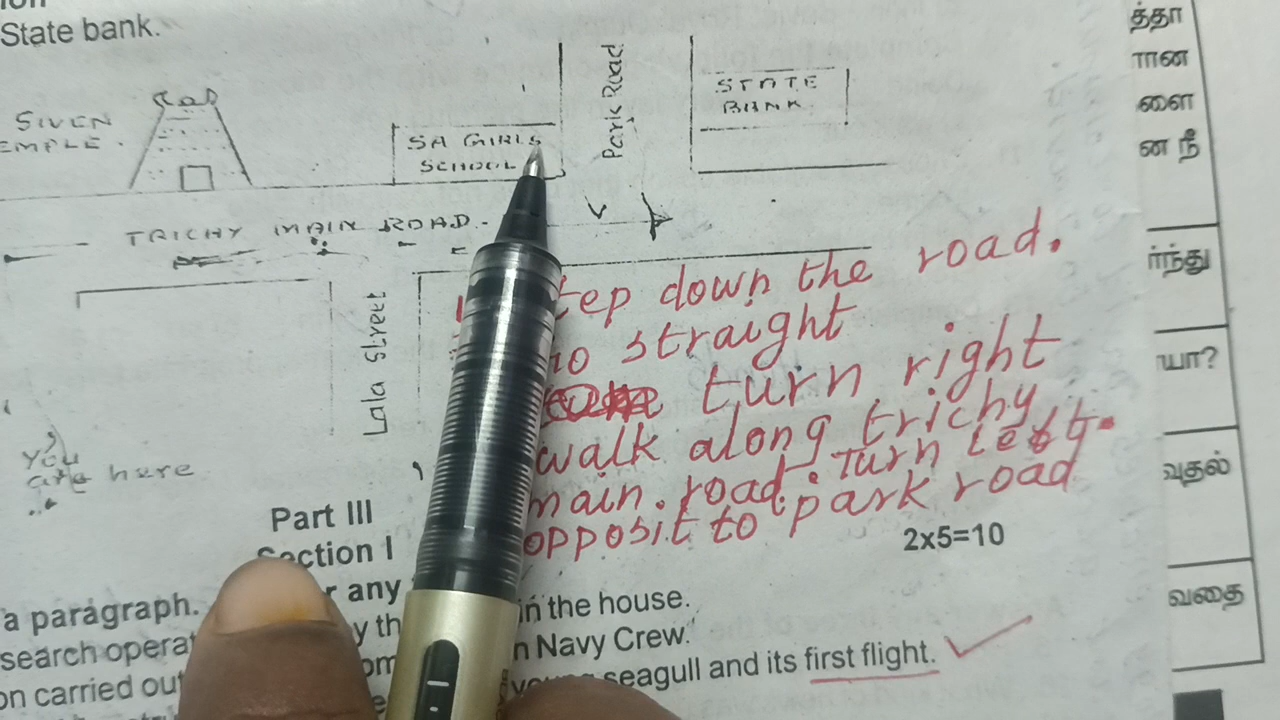 State bank.
SIVEN
STATE
BANK
Park Road
SA GIRLS
SCHOOL
TRICHY MAIN ROAD.
Lala Street
tep down the road.
straight
turn right
walk along trichy
main. road. Turn left.
opposit to park road
You
are here
Part III
Section I
2x5=10
any
a paragraph.
in the house.
search operat
n Navy Crew.
on carried out
seagull and its first flight.
த்தா
ளை
ன நீ
ர்ந்து
யா?
வுதல்
வதை